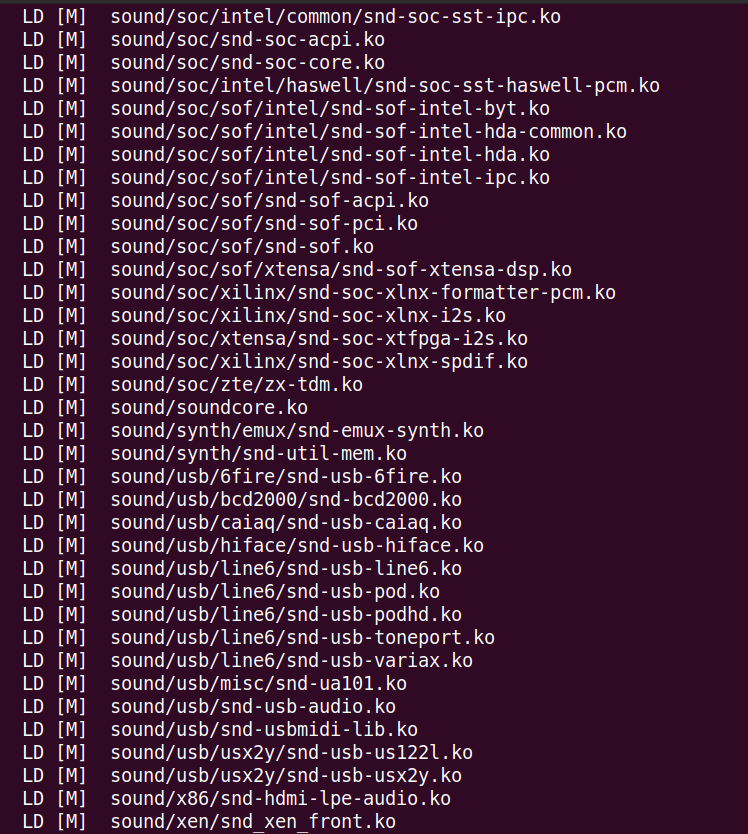 LD [M]  sound/soc/intel/common/snd-soc-sst-ipc.ko
LD [M]  sound/soc/snd-soc-acpi.ko
LD [M]  sound/soc/snd-soc-core.ko
LD [M]  sound/soc/intel/haswell/snd-soc-sst-haswell-pcm.ko
LD [M]  sound/soc/sof/intel/snd-sof-intel-byt.ko
LD [M]  sound/soc/sof/intel/snd-sof-intel-hda-common.ko
LD [M]  sound/soc/sof/intel/snd-sof-intel-hda.ko
LD [M]  sound/soc/sof/intel/snd-sof-intel-ipc.ko
LD [M]  sound/soc/sof/snd-sof-acpi.ko
LD [M]  sound/soc/sof/snd-sof-pci.ko
LD [M]  sound/soc/sof/snd-sof.ko
LD [M]  sound/soc/sof/xtensa/snd-sof-xtensa-dsp.ko
LD [M]  sound/soc/xilinx/snd-soc-xlnx-formatter-pcm.ko
LD [M]  sound/soc/xilinx/snd-soc-xlnx-i2s.ko
LD [M]  sound/soc/xtensa/snd-soc-xtfpga-i2s.ko
LD [M]  sound/soc/xilinx/snd-soc-xlnx-spdif.ko
LD [M]  sound/soc/zte/zx-tdm.ko
LD [M]  sound/soundcore.ko
LD [M]  sound/synth/emux/snd-emux-synth.ko
LD [M]  sound/synth/snd-util-mem.ko
LD [M]  sound/usb/6fire/snd-usb-6fire.ko
LD [M]  sound/usb/bcd2000/snd-bcd2000.ko
LD [M]  sound/usb/caiaq/snd-usb-caiaq.ko
LD [M]  sound/usb/hiface/snd-usb-hiface.ko
LD [M]  sound/usb/line6/snd-usb-line6.ko
LD [M]  sound/usb/line6/snd-usb-pod.ko
LD [M]  sound/usb/line6/snd-usb-podhd.ko
LD [M]  sound/usb/line6/snd-usb-toneport.ko
LD [M]  sound/usb/line6/snd-usb-variax.ko
LD [M]  sound/usb/misc/snd-ua101.ko
LD [M]  sound/usb/snd-usb-audio.ko
LD [M]  sound/usb/snd-usbmidi-lib.ko
LD [M]  sound/usb/usx2y/snd-usb-us122l.ko
LD [M]  sound/usb/usx2y/snd-usb-usx2y.ko
LD [M]  sound/x86/snd-hdmi-lpe-audio.ko
LD [M]  sound/xen/snd_xen_front.ko